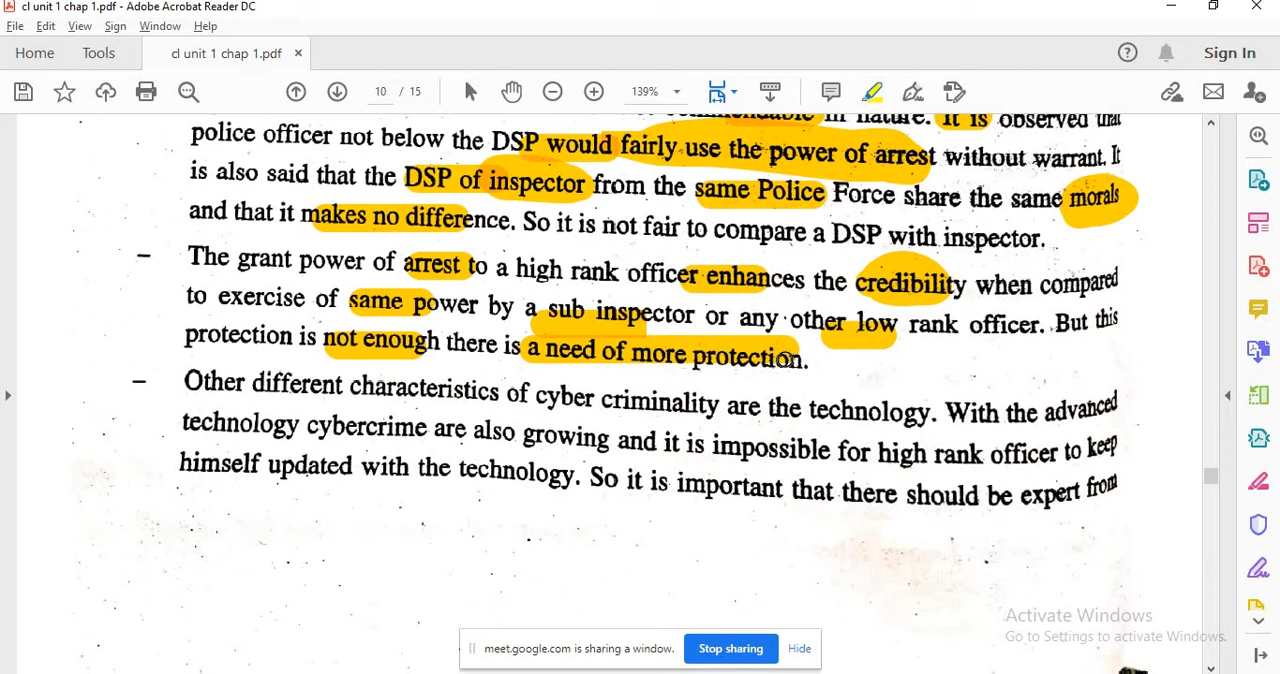 cl unit 1 chap 1.pdf - Adobe Acrobat Reader DC
File Edit View Sign Window Help
Home Tools cl unit 1 chap 1.pdf × Sign In
10 / 15 139%
commendable in nature. It is observed that
police officer not below the DSP would fairly use the power of arrest without warrant. It
is also said that the DSP of inspector from the same Police Force share the same morals
and that it makes no difference. So it is not fair to compare a DSP with inspector.
– The grant power of arrest to a high rank officer enhances the credibility when compared
to exercise of same power by a sub inspector or any other low rank officer. But this
protection is not enough there is a need of more protection.
– Other different characteristics of cyber criminality are the technology. With the advanced
technology cybercrime are also growing and it is impossible for high rank officer to keep
himself updated with the technology. So it is important that there should be expert from
Activate Windows
Go to Settings to activate Windows.
meet.google.com is sharing a window. Stop sharing Hide